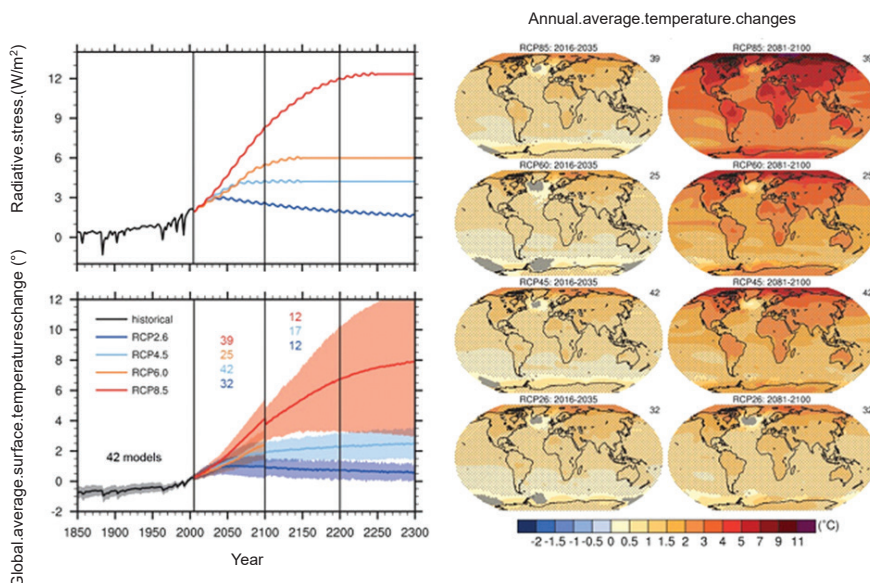 Annual.average.temperature.changes
Radiative.stress.(W/m²)
12
9
6
3
0
Global.average.surface.temperatureschange (°)
12
10
8
6
4
2
0
-2
historical
RCP2.6
RCP4.5
RCP6.0
RCP8.5
39
25
42
32
12
17
12
42 models
1850 1900 1950 2000 2050 2100 2150 2200 2250 2300
Year
RCP85: 2016-2035 39
RCP85: 2081-2100 39
RCP60: 2016-2035 25
RCP60: 2081-2100 25
RCP45: 2016-2035 42
RCP45: 2081-2100 42
RCP26: 2016-2035 32
RCP26: 2081-2100 32
(°C)
-2 -1.5 -1 -0.5 0 0.5 1 1.5 2 3 4 5 7 9 11